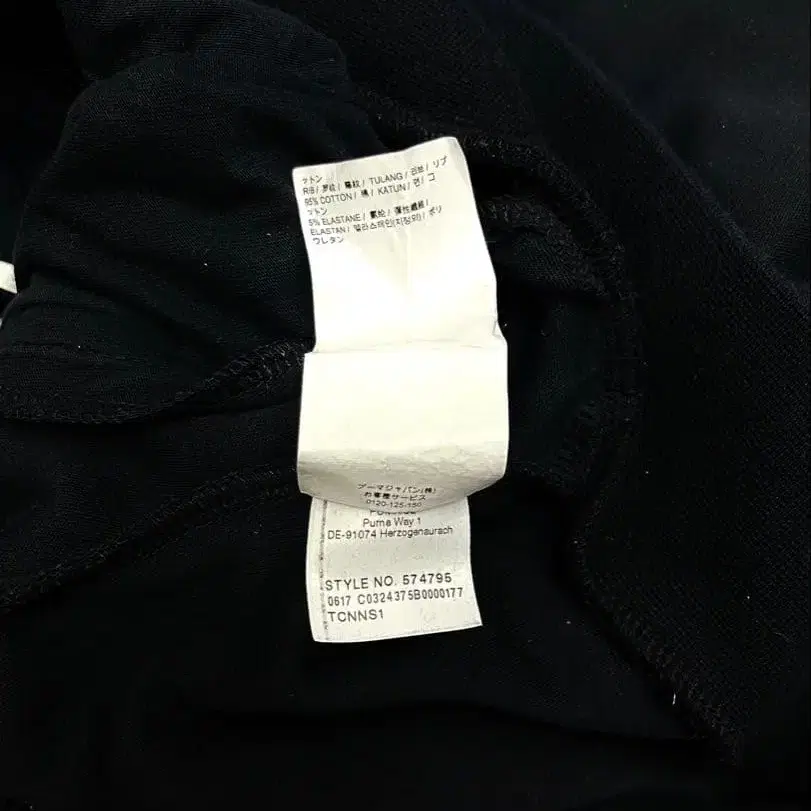 ットン
RIB / 罗纹 / 羅紋 / TULANG / 리브 / リブ
95% COTTON / 棉 / KATUN / 면 / コ
ットン
5% ELASTANE / 氨纶 / 彈性纖維 /
ELASTAN / 엘라스테인(지정외) / ポリ
ウレタン
プーマジャパン(株)
お客様サービス
0120-125-150
Puma Way 1
DE-91074 Herzogenaurach
STYLE NO. 574795
0617 C0324375B0000177
TCNNS1